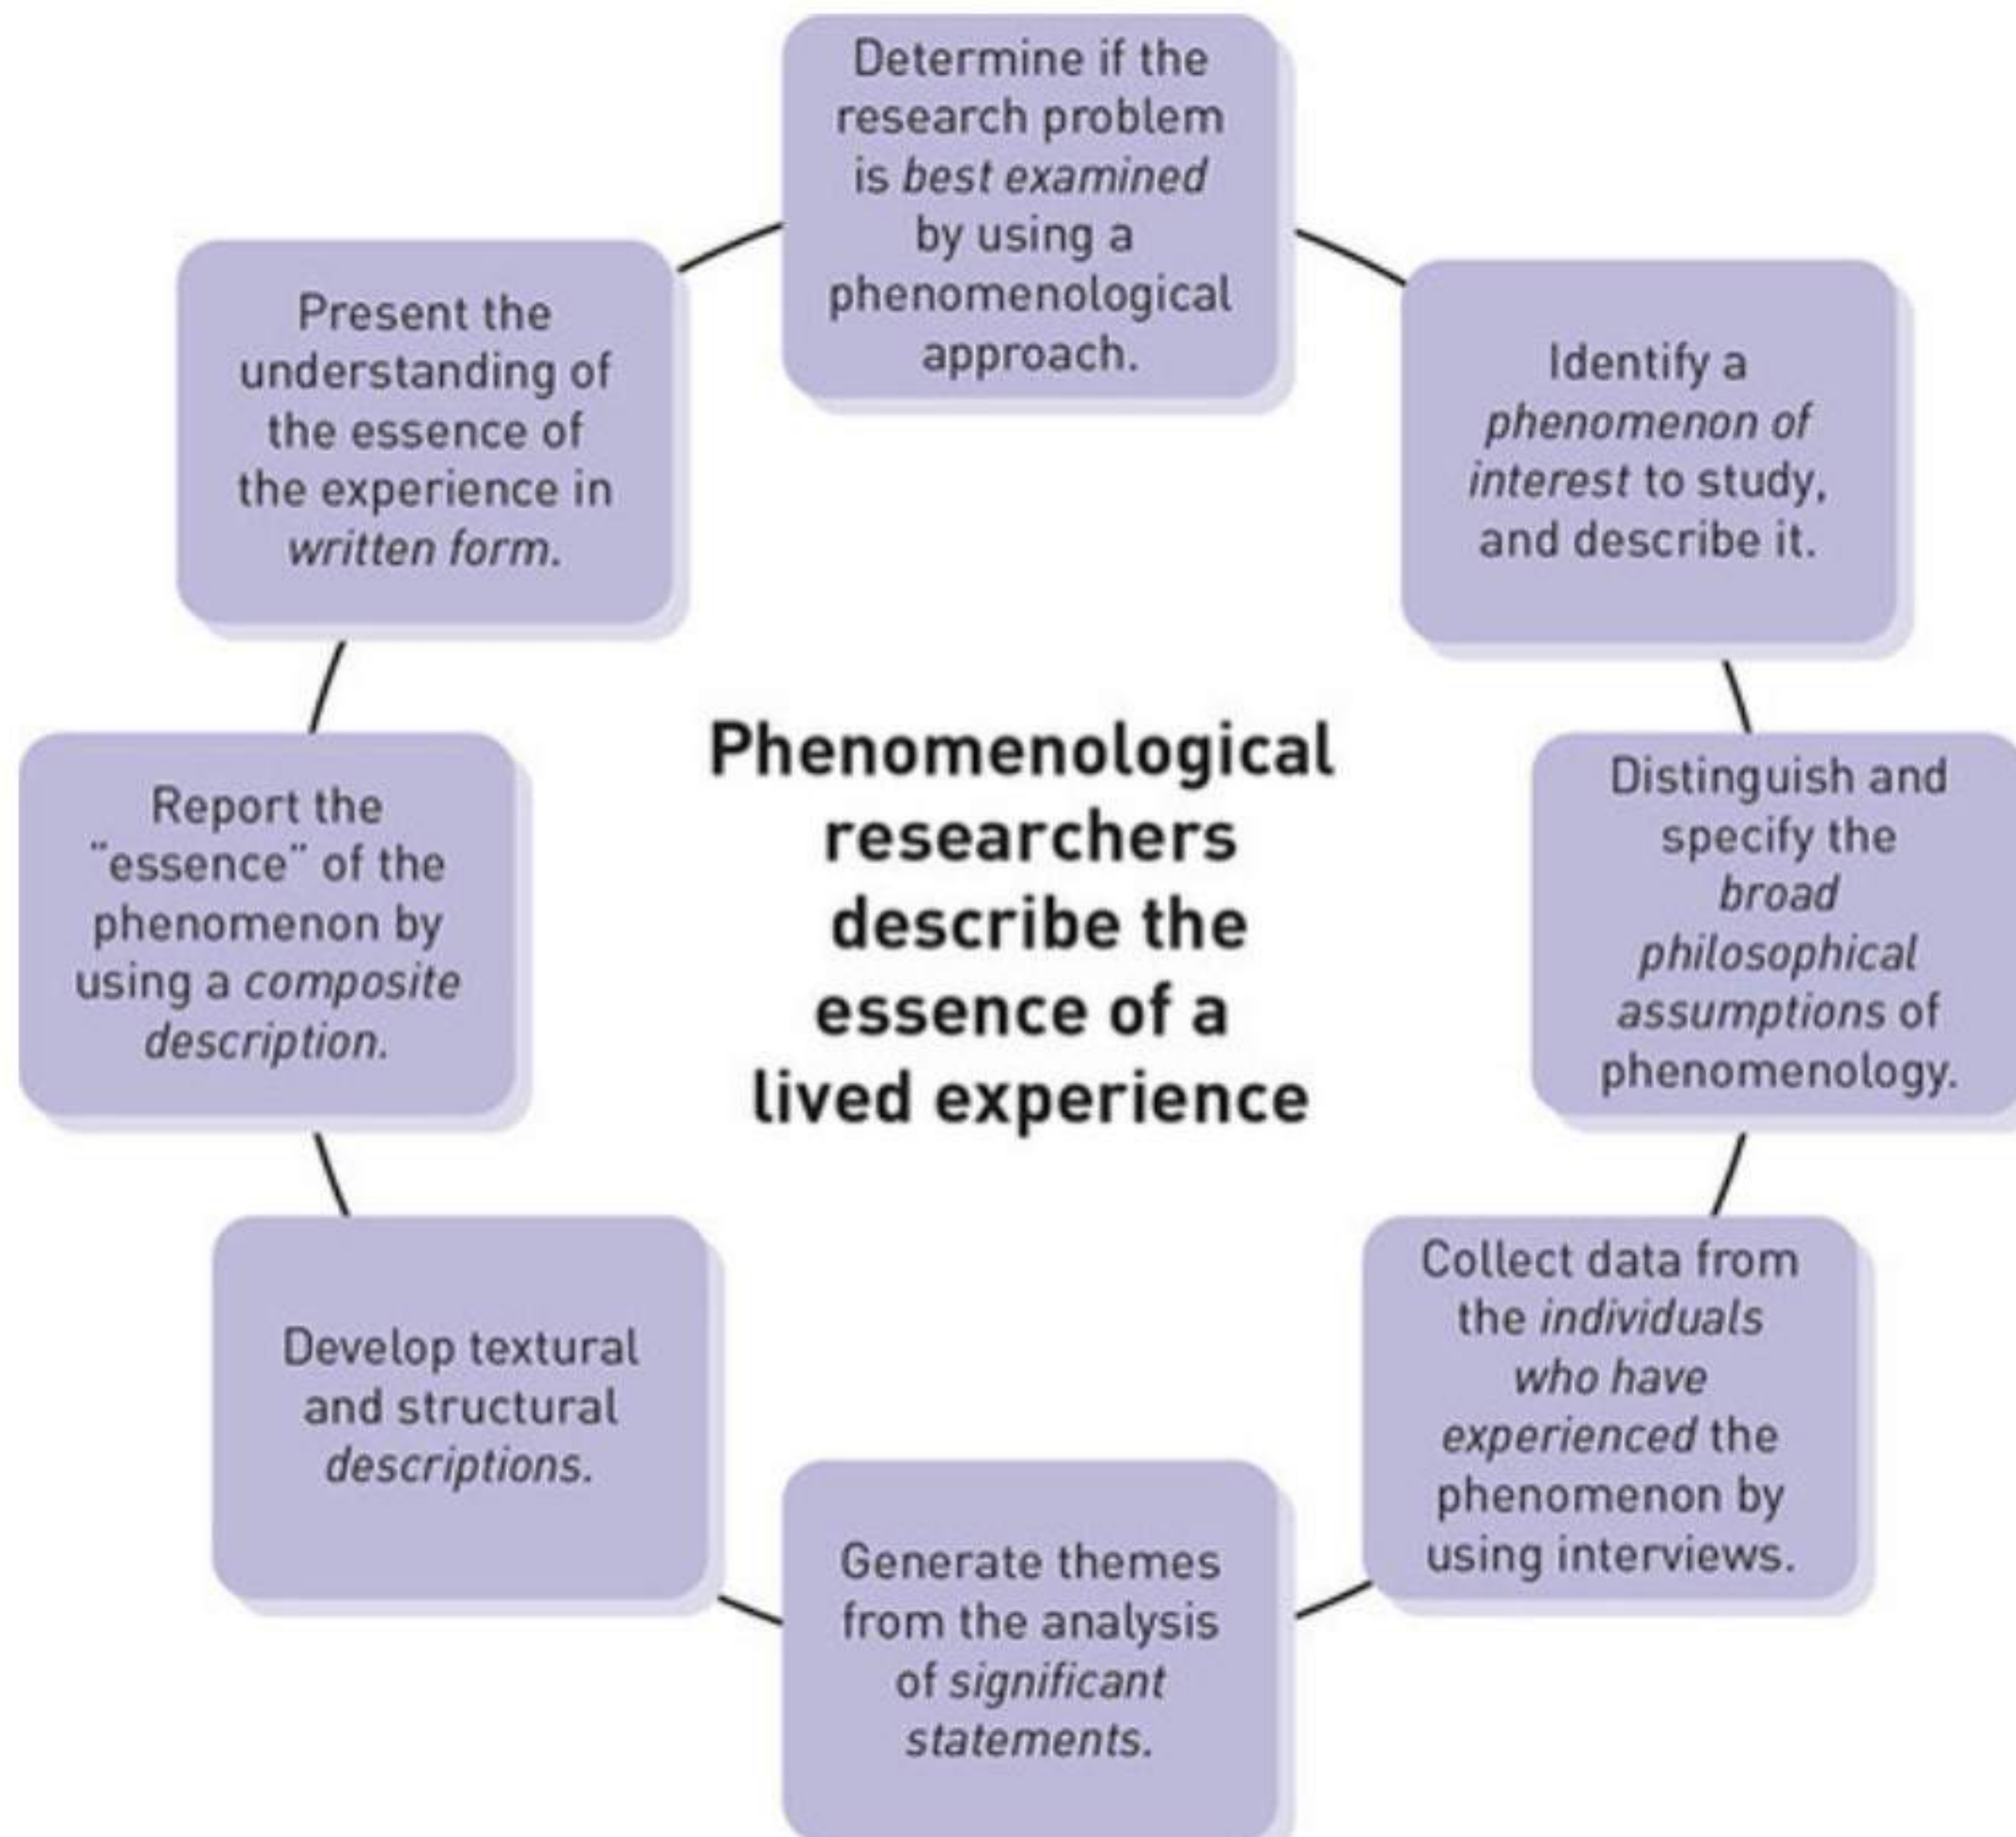 Determine if the
research problem
is best examined
by using a
phenomenological
approach.
Identify a
phenomenon of
interest to study,
and describe it.
Distinguish and
specify the
broad
philosophical
assumptions of
phenomenology.
Collect data from
the individuals
who have
experienced the
phenomenon by
using interviews.
Generate themes
from the analysis
of significant
statements.
Develop textural
and structural
descriptions.
Report the
"essence" of the
phenomenon by
using a composite
description.
Present the
understanding of
the essence of
the experience in
written form.
Phenomenological
researchers
describe the
essence of a
lived experience